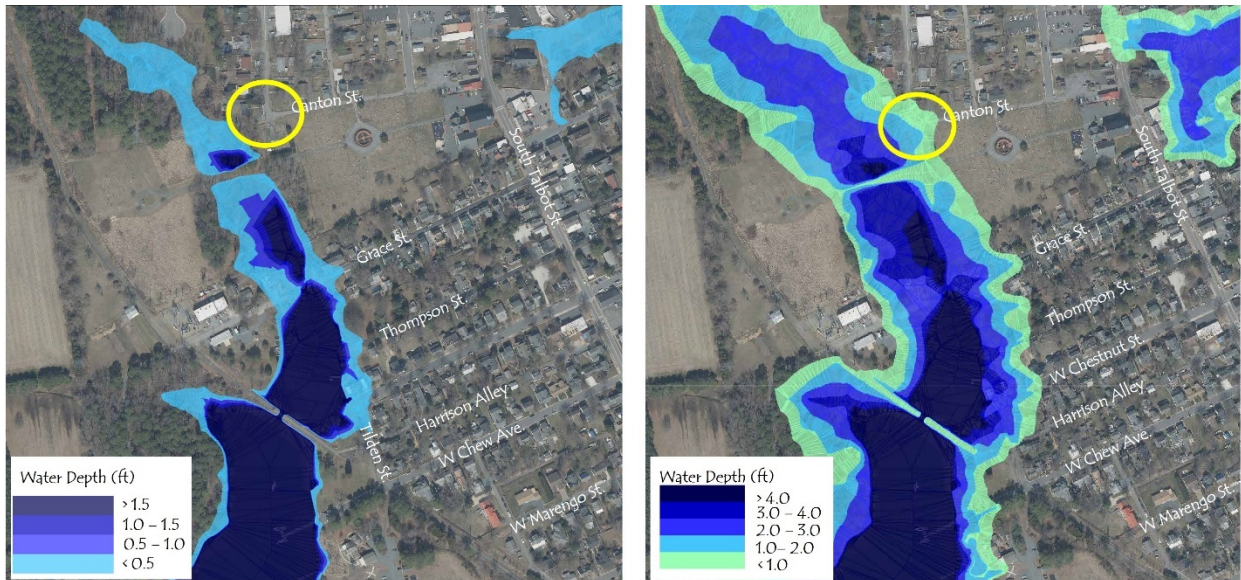 Canton St.
South Talbot St.
Grace St.
Thompson St.
Harrison Alley
W Chew Ave.
Tilden St.
W Marengo St.
Water Depth (ft)
> 1.5
1.0 – 1.5
0.5 – 1.0
< 0.5
Canton St.
South Talbot St.
Grace St.
Thompson St.
W Chestnut St.
Harrison Alley
W Chew Ave.
W Marengo St.
Water Depth (ft)
> 4.0
3.0 – 4.0
2.0 – 3.0
1.0– 2.0
< 1.0